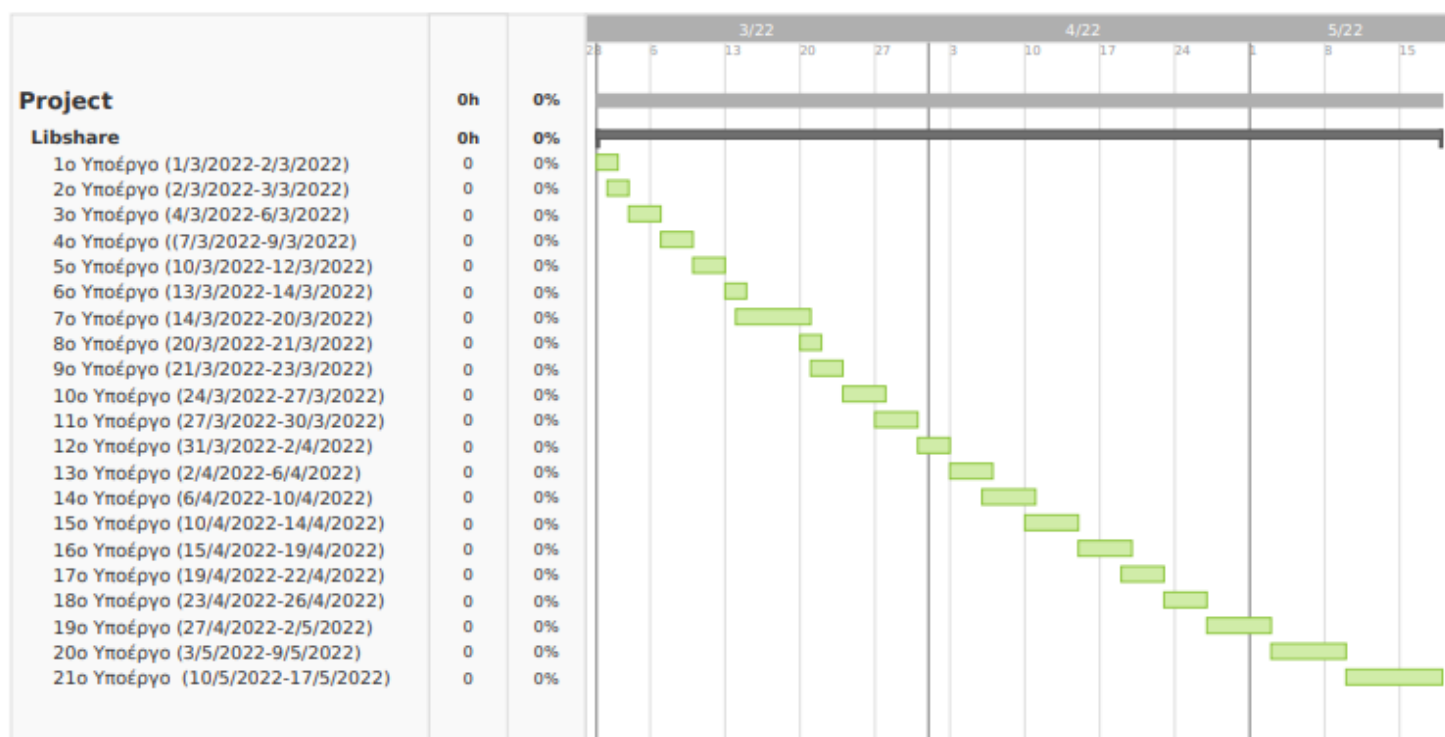 3/22 4/22 5/22
28 6 13 20 27 3 10 17 24 1 8 15
Project 0h 0%
Libshare 0h 0%
1ο Υποέργο (1/3/2022-2/3/2022) 0 0%
2ο Υποέργο (2/3/2022-3/3/2022) 0 0%
3ο Υποέργο (4/3/2022-6/3/2022) 0 0%
4ο Υποέργο ((7/3/2022-9/3/2022) 0 0%
5ο Υποέργο (10/3/2022-12/3/2022) 0 0%
6ο Υποέργο (13/3/2022-14/3/2022) 0 0%
7ο Υποέργο (14/3/2022-20/3/2022) 0 0%
8ο Υποέργο (20/3/2022-21/3/2022) 0 0%
9ο Υποέργο (21/3/2022-23/3/2022) 0 0%
10ο Υποέργο (24/3/2022-27/3/2022) 0 0%
11ο Υποέργο (27/3/2022-30/3/2022) 0 0%
12ο Υποέργο (31/3/2022-2/4/2022) 0 0%
13ο Υποέργο (2/4/2022-6/4/2022) 0 0%
14ο Υποέργο (6/4/2022-10/4/2022) 0 0%
15ο Υποέργο (10/4/2022-14/4/2022) 0 0%
16ο Υποέργο (15/4/2022-19/4/2022) 0 0%
17ο Υποέργο (19/4/2022-22/4/2022) 0 0%
18ο Υποέργο (23/4/2022-26/4/2022) 0 0%
19ο Υποέργο (27/4/2022-2/5/2022) 0 0%
20ο Υποέργο (3/5/2022-9/5/2022) 0 0%
21ο Υποέργο (10/5/2022-17/5/2022) 0 0%